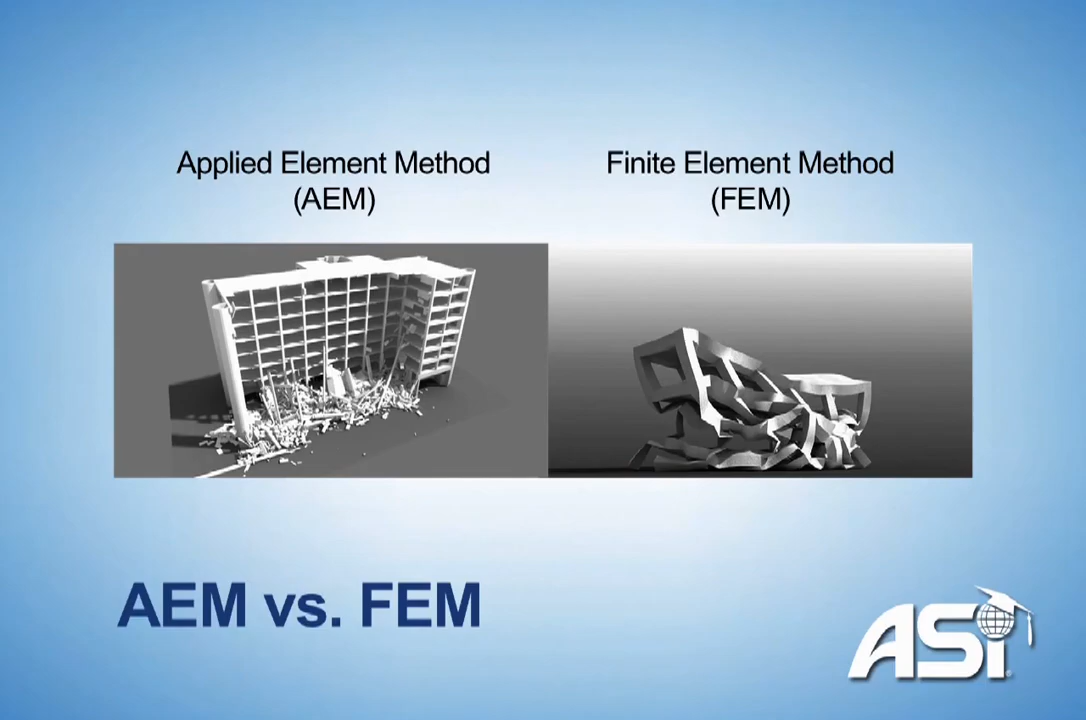 Applied Element Method
(AEM)
Finite Element Method
(FEM)
AEM vs. FEM
ASi